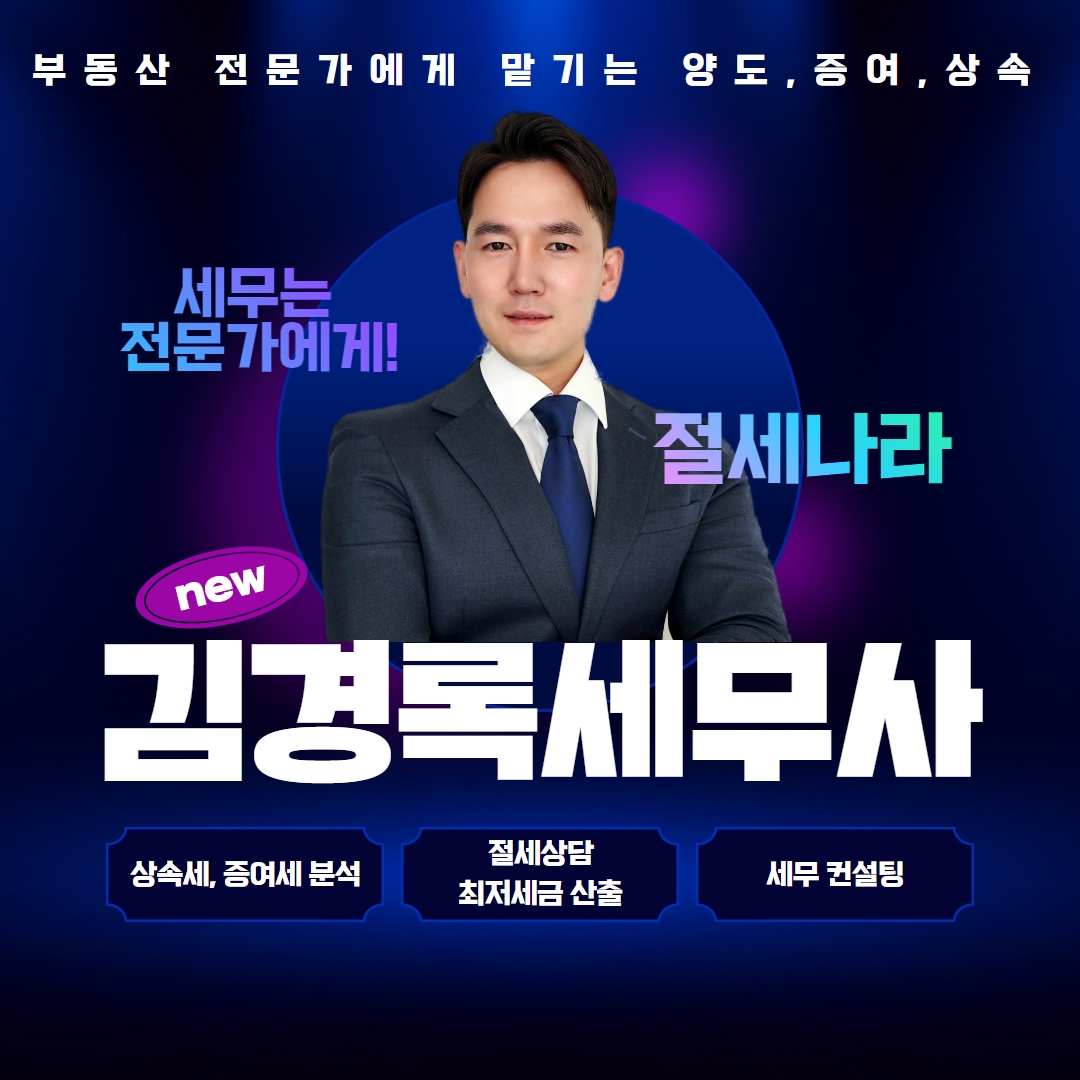 부동산 전문가에게 맡기는 양도,증여,상속
세무는
전문가에게!
절세나라
new
김경록세무사
상속세, 증여세 분석
절세상담
최저세금 산출
세무 컨설팅